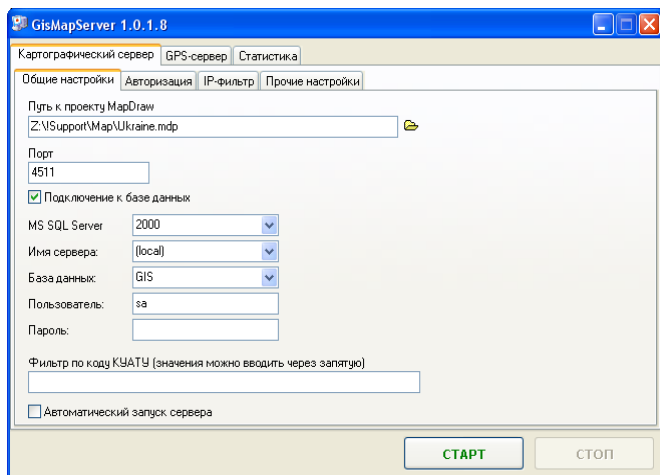 GisMapServer 1.0.1.8
Картографический сервер GPS-сервер Статистика
Общие настройки Авторизация IP-фильтр Прочие настройки
Путь к проекту MapDraw
Z:\!Support\Map\Ukraine.mdp
Порт
4511
Подключение к базе данных
MS SQL Server 2000
Имя сервера: (local)
База данных: GIS
Пользователь: sa
Пароль:
Фильтр по коду КУАТУ (значения можно вводить через запятую)
Автоматический запуск сервера
СТАРТ СТОП